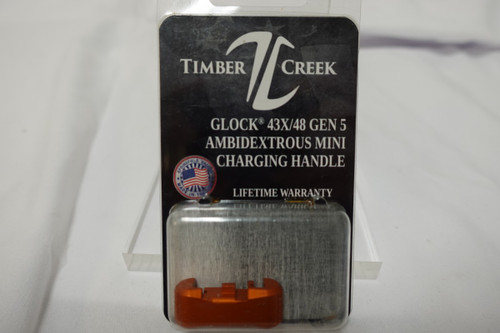 TIMBER CREEK
GLOCK® 43X/48 GEN 5
AMBIDEXTROUS MINI
CHARGING HANDLE
LIFETIME WARRANTY